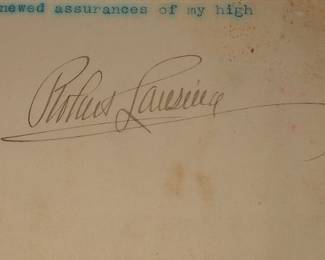 newed assurances of my high
Robert Lansing